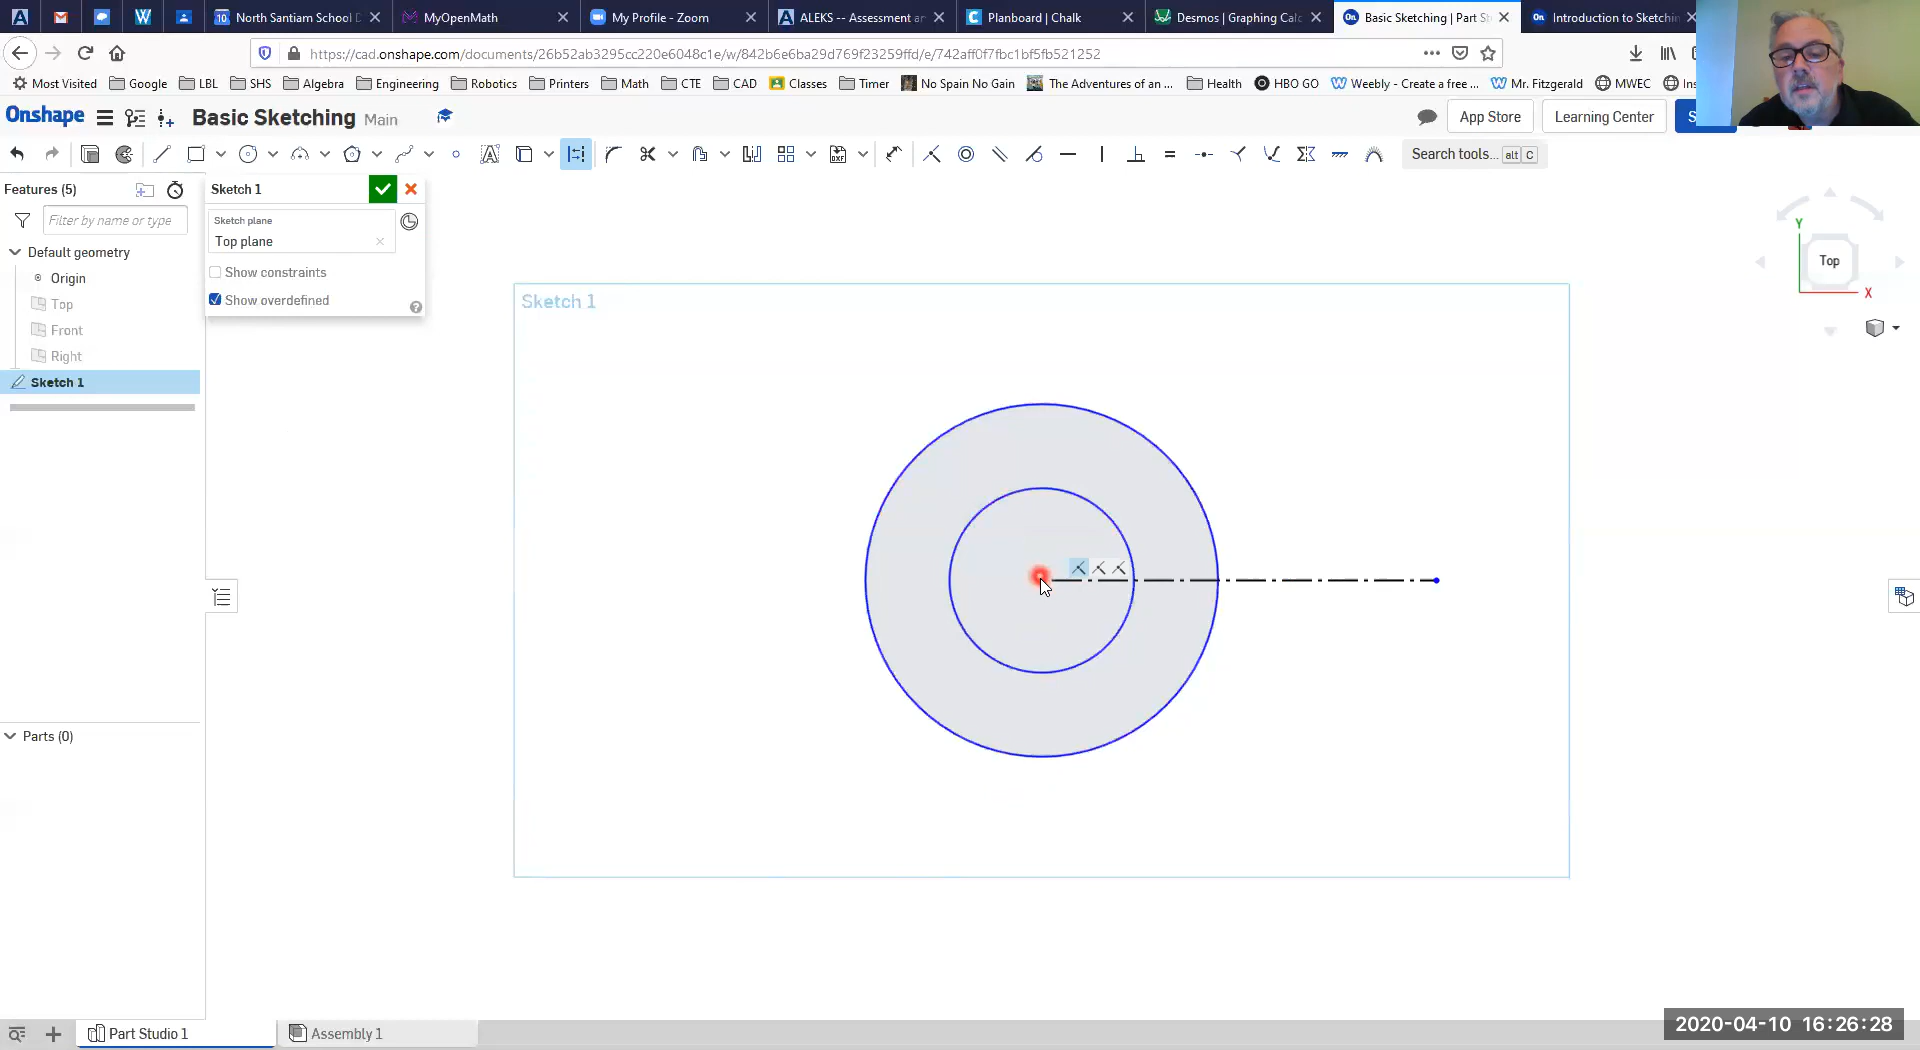 North Santiam School D
MyOpenMath
My Profile - Zoom
ALEKS -- Assessment an
Planboard | Chalk
Desmos | Graphing Calc
Basic Sketching | Part St
Introduction to Sketchin
https://cad.onshape.com/documents/26b52ab3295cc220e6048c1e/w/842b6e6ba29d769f23259ffd/e/742aff0f7fbc1bf5fb521252
Most Visited
Google
LBL
SHS
Algebra
Engineering
Robotics
Printers
Math
CTE
CAD
Classes
Timer
No Spain No Gain
The Adventures of an ...
Health
HBO GO
Weebly - Create a free ...
Mr. Fitzgerald
MWEC
Onshape
Basic Sketching Main
App Store
Learning Center
Search tools... alt C
Features (5)
Sketch 1
Filter by name or type
Sketch plane
Top plane
Show constraints
Show overdefined
Default geometry
Origin
Top
Front
Right
Sketch 1
Parts (0)
Sketch 1
Y
Top
X
Part Studio 1
Assembly 1
2020-04-10 16:26:28